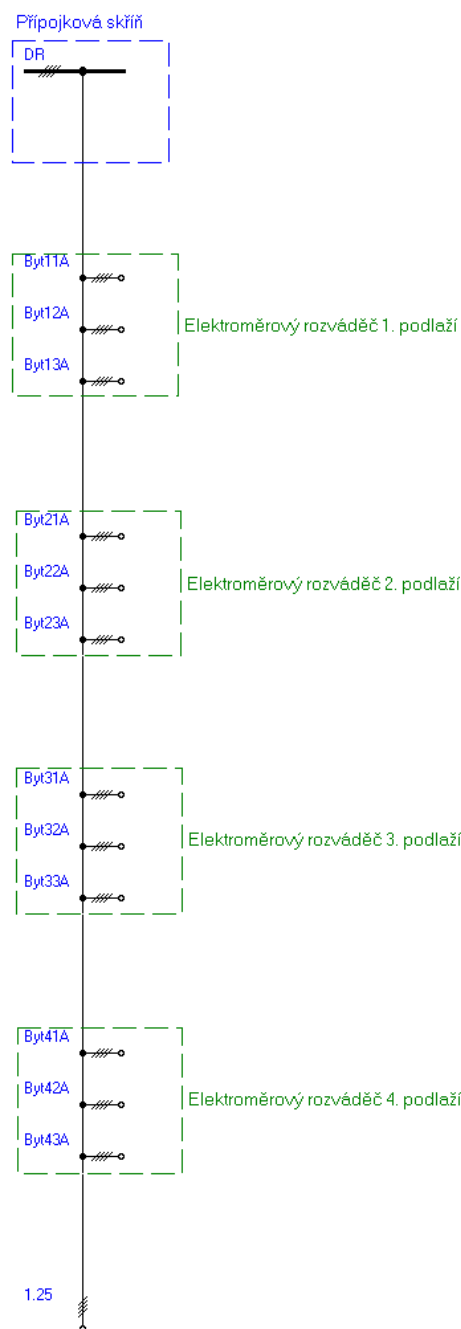 Přípojková skříň
DR
Byt11A
Byt12A
Elektroměrový rozváděč 1. podlaží
Byt13A
Byt21A
Byt22A
Elektroměrový rozváděč 2. podlaží
Byt23A
Byt31A
Byt32A
Elektroměrový rozváděč 3. podlaží
Byt33A
Byt41A
Byt42A
Elektroměrový rozváděč 4. podlaží
Byt43A
1.25